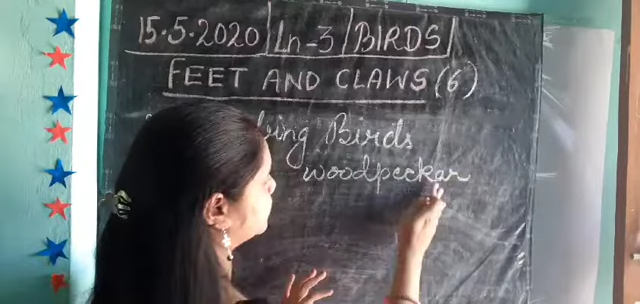 15.5.2020 Ln-3 BIRDS
FEET AND CLAWS (6)
Birds
woodpeckar